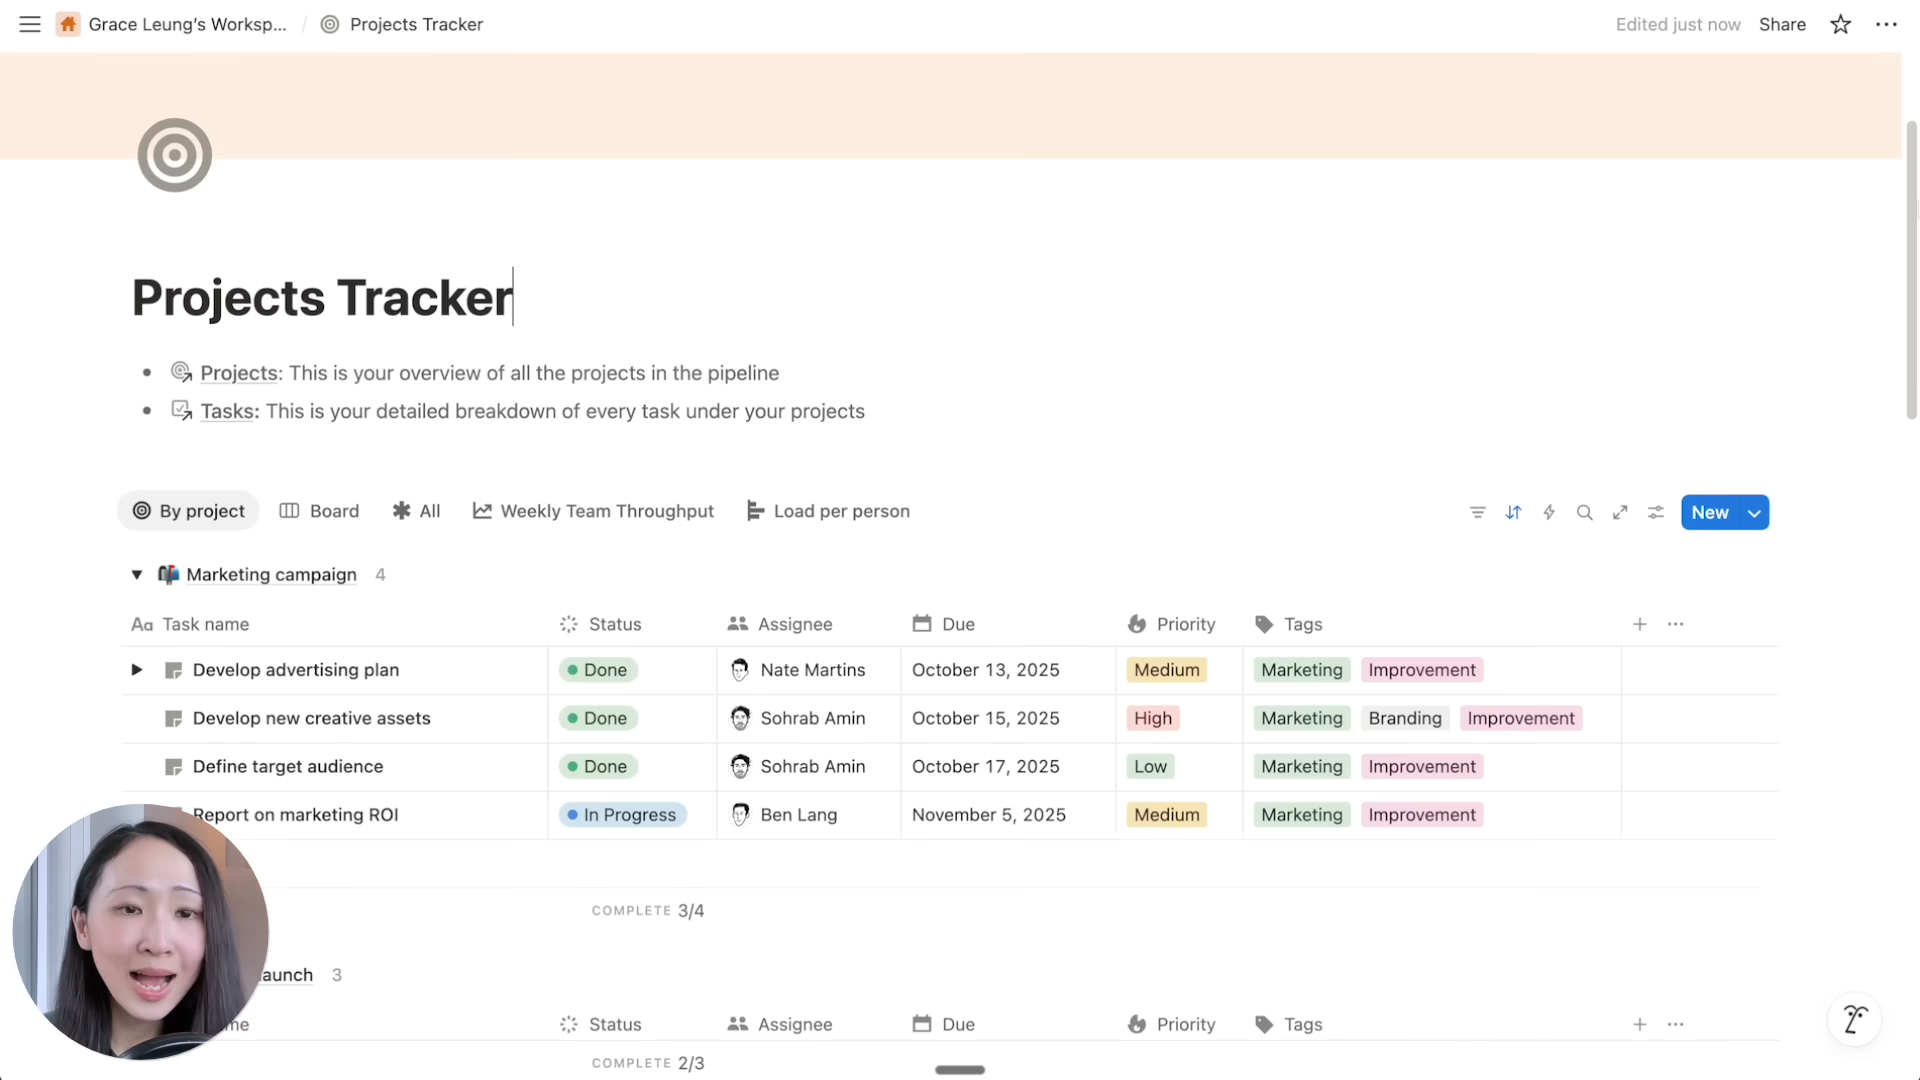 Grace Leung's Worksp... / Projects Tracker Edited just now Share
Projects Tracker
Projects: This is your overview of all the projects in the pipeline
Tasks: This is your detailed breakdown of every task under your projects
By project Board All Weekly Team Throughput Load per person New
Marketing campaign 4
Aa Task name Status Assignee Due Priority Tags
Develop advertising plan Done Nate Martins October 13, 2025 Medium Marketing Improvement
Develop new creative assets Done Sohrab Amin October 15, 2025 High Marketing Branding Improvement
Define target audience Done Sohrab Amin October 17, 2025 Low Marketing Improvement
Report on marketing ROI In Progress Ben Lang November 5, 2025 Medium Marketing Improvement
COMPLETE 3/4
3
Status Assignee Due Priority Tags
COMPLETE 2/3